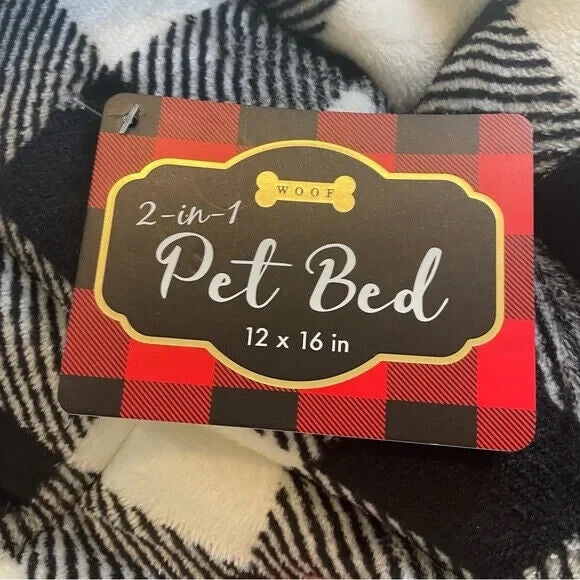 WOOF
2-in-1
Pet Bed
12 x 16 in